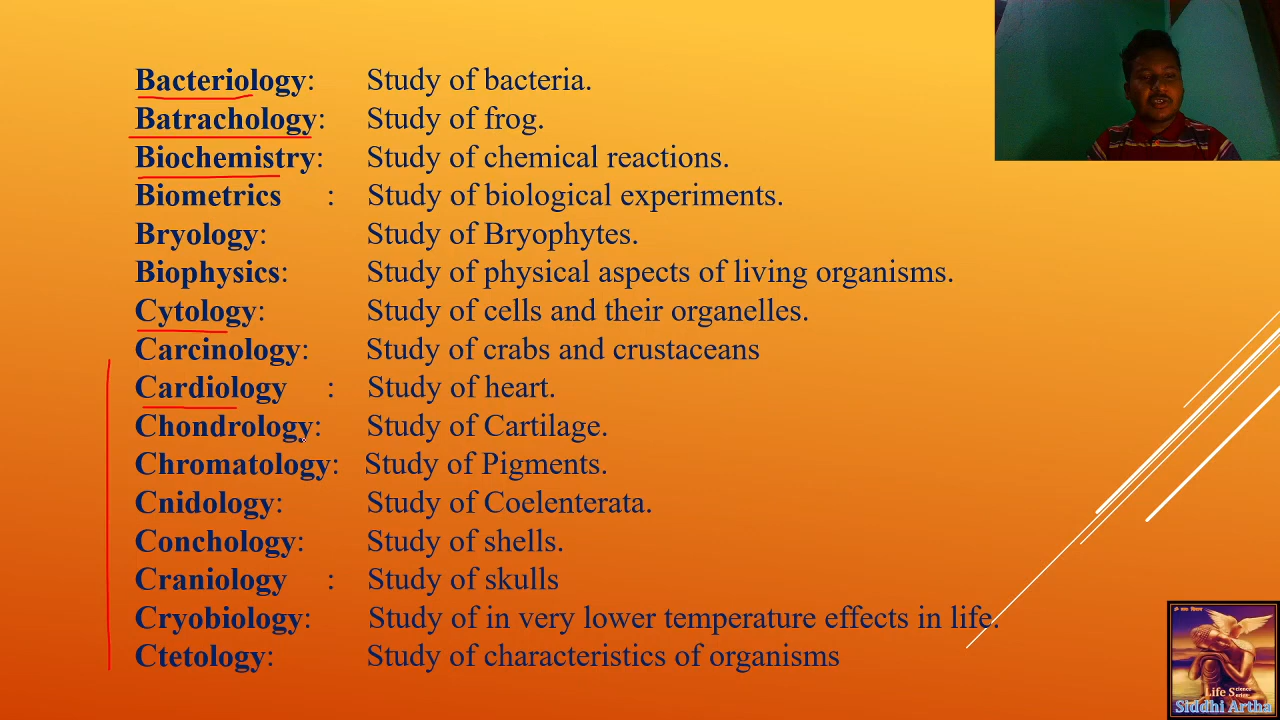 Bacteriology: Study of bacteria.
Batrachology: Study of frog.
Biochemistry: Study of chemical reactions.
Biometrics : Study of biological experiments.
Bryology: Study of Bryophytes.
Biophysics: Study of physical aspects of living organisms.
Cytology: Study of cells and their organelles.
Carcinology: Study of crabs and crustaceans
Cardiology : Study of heart.
Chondrology: Study of Cartilage.
Chromatology: Study of Pigments.
Cnidology: Study of Coelenterata.
Conchology: Study of shells.
Craniology : Study of skulls
Cryobiology: Study of in very lower temperature effects in life.
Ctetology: Study of characteristics of organisms
Life Science Series
Siddhi Artha